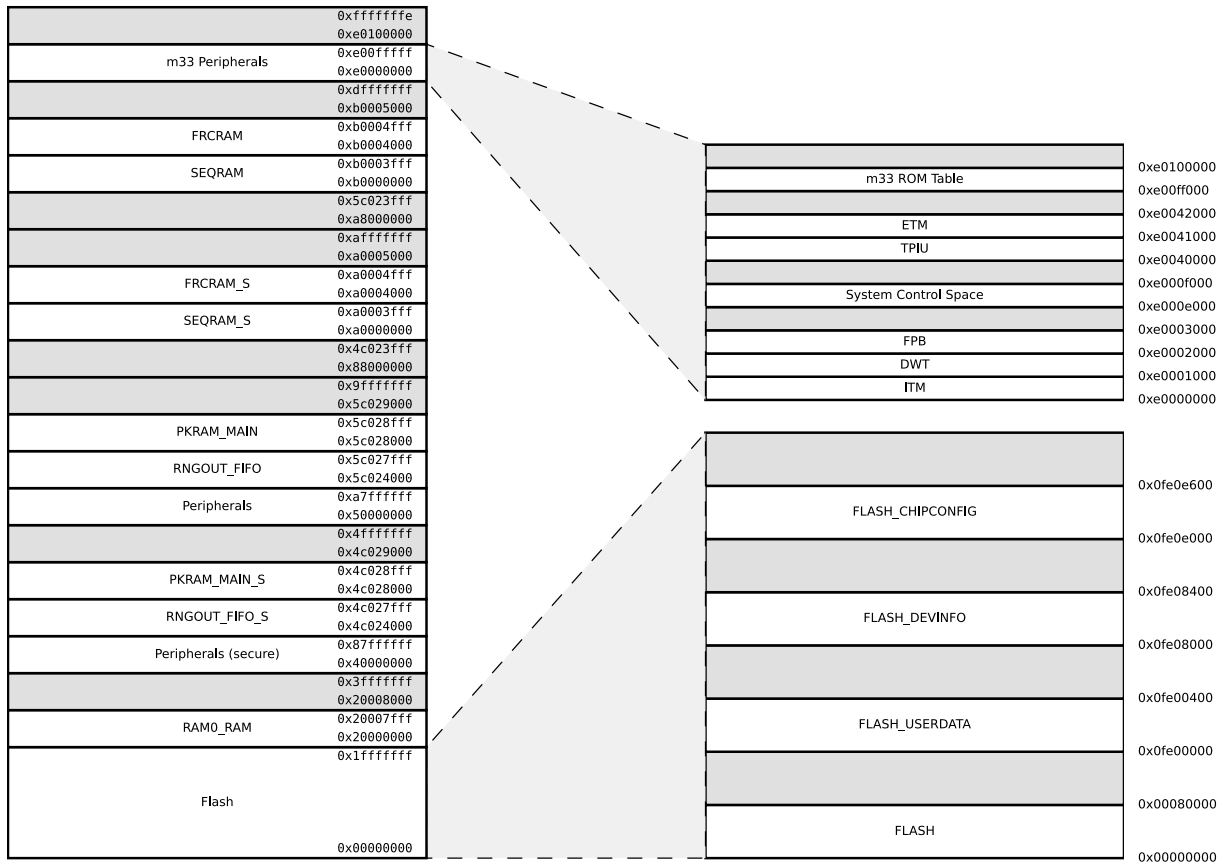 0xfffffffe
0xe0100000
m33 Peripherals
0xe00fffff
0xe0000000
0xdfffffff
0xb0005000
FRCRAM
0xb0004fff
0xb0004000
SEQRAM
0xb0003fff
0xb0000000
0x5c023fff
0xa8000000
0xafffffff
0xa0005000
FRCRAM_S
0xa0004fff
0xa0004000
SEQRAM_S
0xa0003fff
0xa0000000
0x4c023fff
0x88000000
0x9fffffff
0x5c029000
PKRAM_MAIN
0x5c028fff
0x5c028000
RNGOUT_FIFO
0x5c027fff
0x5c024000
Peripherals
0xa7ffffff
0x50000000
0x4fffffff
0x4c029000
PKRAM_MAIN_S
0x4c028fff
0x4c028000
RNGOUT_FIFO_S
0x4c027fff
0x4c024000
Peripherals (secure)
0x87ffffff
0x40000000
0x3fffffff
0x20008000
RAM0_RAM
0x20007fff
0x20000000
0x1fffffff
Flash
0x00000000
0xe0100000
m33 ROM Table
0xe00ff000
0xe0042000
ETM
0xe0041000
TPIU
0xe0040000
0xe000f000
System Control Space
0xe000e000
0xe0003000
FPB
0xe0002000
DWT
0xe0001000
ITM
0xe0000000
0x0fe0e600
FLASH_CHIPCONFIG
0x0fe0e000
0x0fe08400
FLASH_DEVINFO
0x0fe08000
0x0fe00400
FLASH_USERDATA
0x0fe00000
0x00080000
FLASH
0x00000000